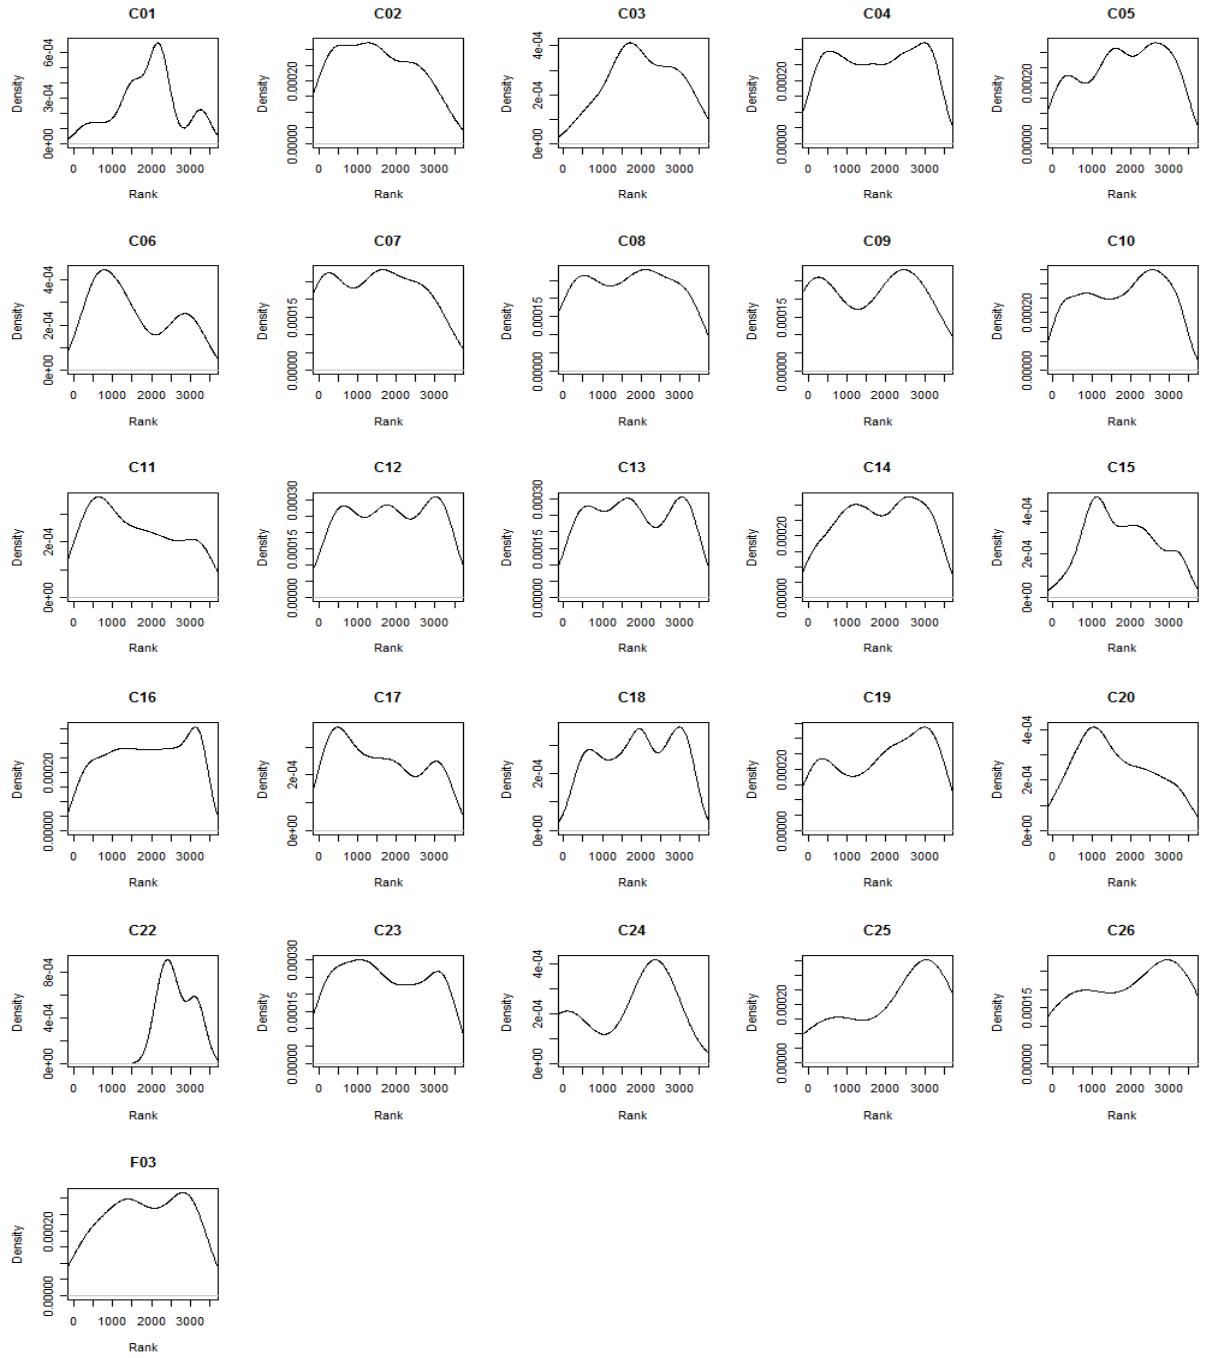 C01
Density
0e+00 3e-04 6e-04
0 1000 2000 3000
Rank
C02
Density
0.00000 0.00020
0 1000 2000 3000
Rank
C03
Density
0e+00 2e-04 4e-04
0 1000 2000 3000
Rank
C04
Density
0.00000 0.00020
0 1000 2000 3000
Rank
C05
Density
0.00000 0.00020
0 1000 2000 3000
Rank
C06
Density
0e+00 2e-04 4e-04
0 1000 2000 3000
Rank
C07
Density
0.00000 0.00015
0 1000 2000 3000
Rank
C08
Density
0.00000 0.00015
0 1000 2000 3000
Rank
C09
Density
0.00000 0.00015
0 1000 2000 3000
Rank
C10
Density
0.00000 0.00020
0 1000 2000 3000
Rank
C11
Density
0e+00 2e-04
0 1000 2000 3000
Rank
C12
Density
0.00000 0.00015 0.00030
0 1000 2000 3000
Rank
C13
Density
0.00000 0.00015 0.00030
0 1000 2000 3000
Rank
C14
Density
0.00000 0.00020
0 1000 2000 3000
Rank
C15
Density
0e+00 2e-04 4e-04
0 1000 2000 3000
Rank
C16
Density
0.00000 0.00020
0 1000 2000 3000
Rank
C17
Density
0e+00 2e-04
0 1000 2000 3000
Rank
C18
Density
0e+00 2e-04
0 1000 2000 3000
Rank
C19
Density
0.00000 0.00020
0 1000 2000 3000
Rank
C20
Density
0e+00 2e-04 4e-04
0 1000 2000 3000
Rank
C22
Density
0e+00 4e-04 8e-04
0 1000 2000 3000
Rank
C23
Density
0.00000 0.00015 0.00030
0 1000 2000 3000
Rank
C24
Density
0e+00 2e-04 4e-04
0 1000 2000 3000
Rank
C25
Density
0.00000 0.00020
0 1000 2000 3000
Rank
C26
Density
0.00000 0.00015
0 1000 2000 3000
Rank
F03
Density
0.00000 0.00020
0 1000 2000 3000
Rank